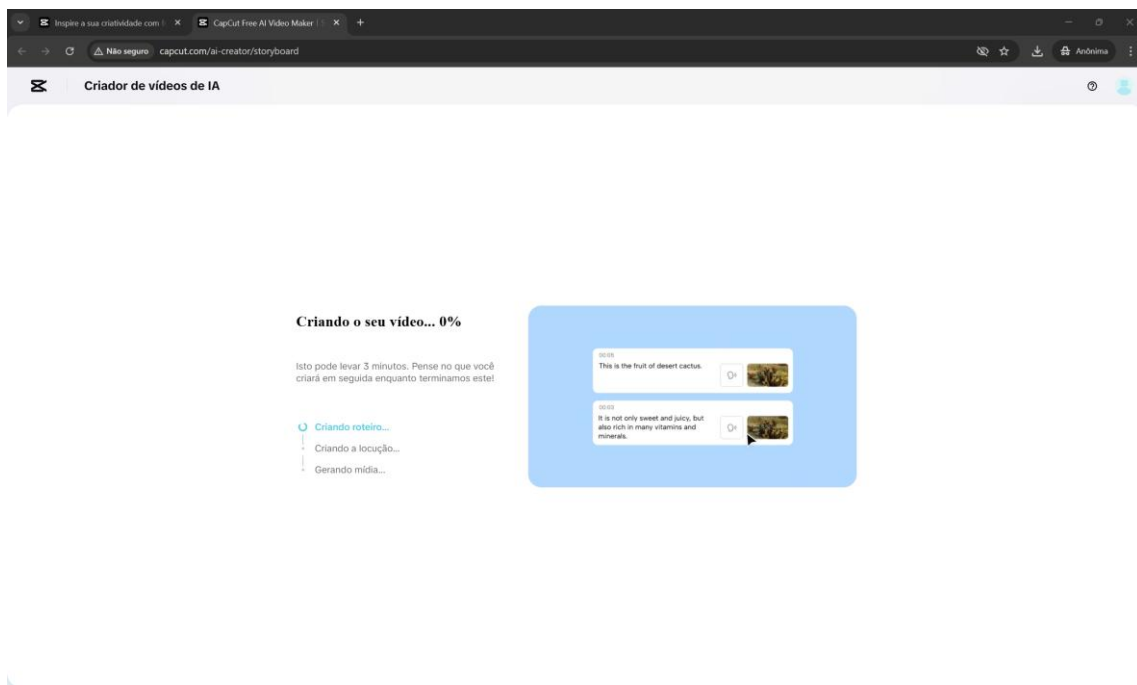 Inspire a sua criatividade com
CapCut Free AI Video Maker |
Não seguro
capcut.com/ai-creator/storyboard
Anônima
Criador de vídeos de IA
Criando o seu vídeo... 0%
Isto pode levar 3 minutos. Pense no que você
criará em seguida enquanto terminamos este!
Criando roteiro...
Criando a locução...
Gerando mídia...
This is the fruit of desert cactus.
It is not only sweet and juicy, but
also rich in many vitamins and
minerals.